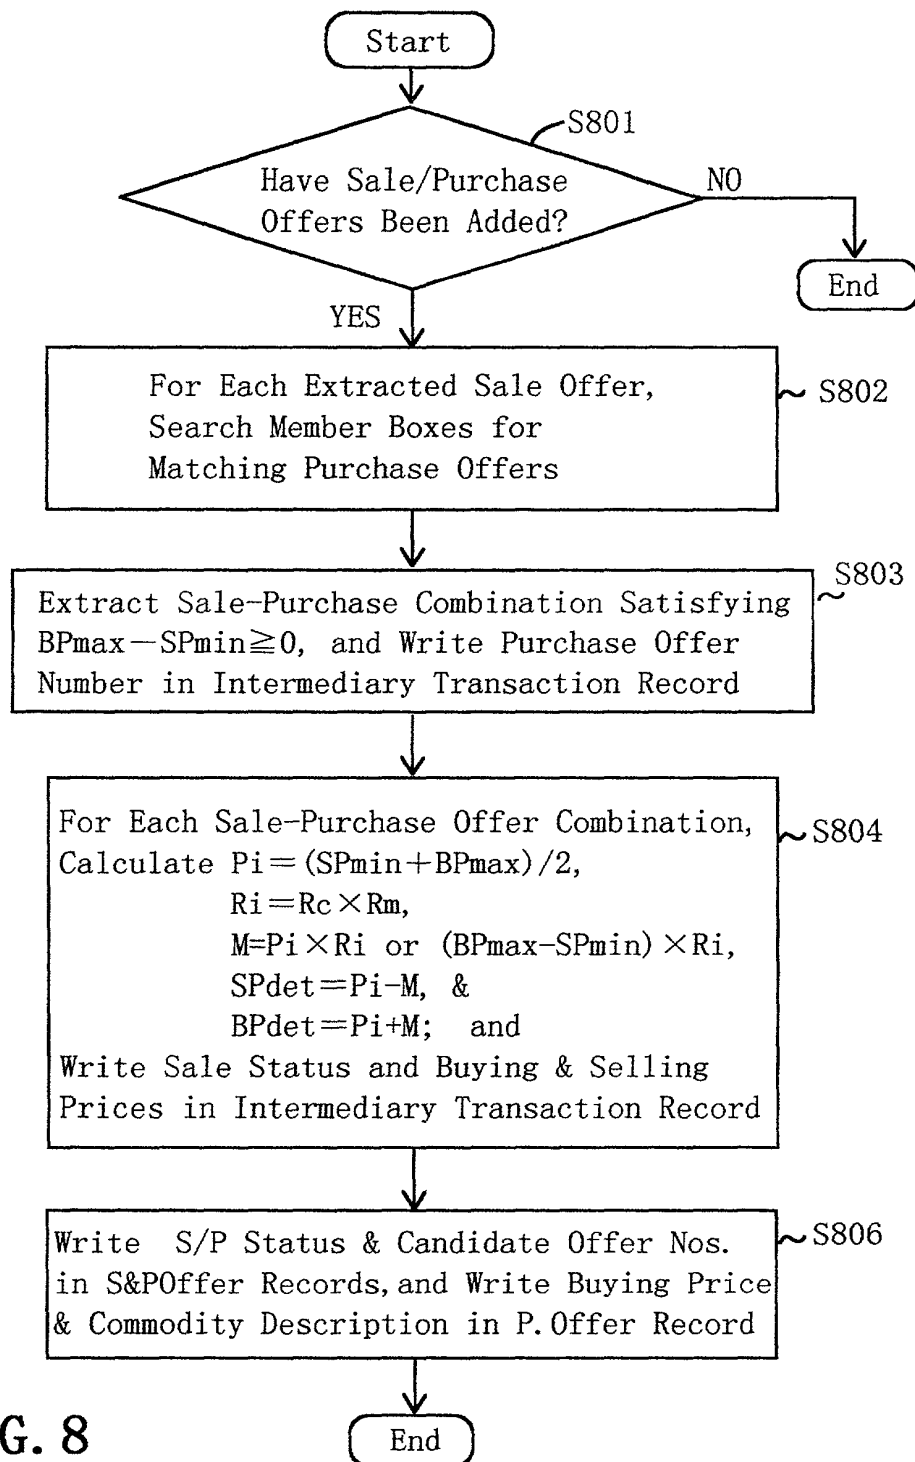 Start
S801
Have Sale/Purchase
Offers Been Added?
NO
End
YES
For Each Extracted Sale Offer,
Search Member Boxes for
Matching Purchase Offers
S802
S803
Extract Sale-Purchase Combination Satisfying
BPmax－SPmin≧0, and Write Purchase Offer
Number in Intermediary Transaction Record
For Each Sale-Purchase Offer Combination,
S804
Calculate Pi＝(SPmin＋BPmax)/2,
Ri＝Rc×Rm,
M=Pi×Ri or (BPmax-SPmin)×Ri,
SPdet＝Pi-M, &
BPdet＝Pi+M; and
Write Sale Status and Buying & Selling
Prices in Intermediary Transaction Record
Write S/P Status & Candidate Offer Nos.
S806
in S&POffer Records, and Write Buying Price
& Commodity Description in P. Offer Record
End
G. 8